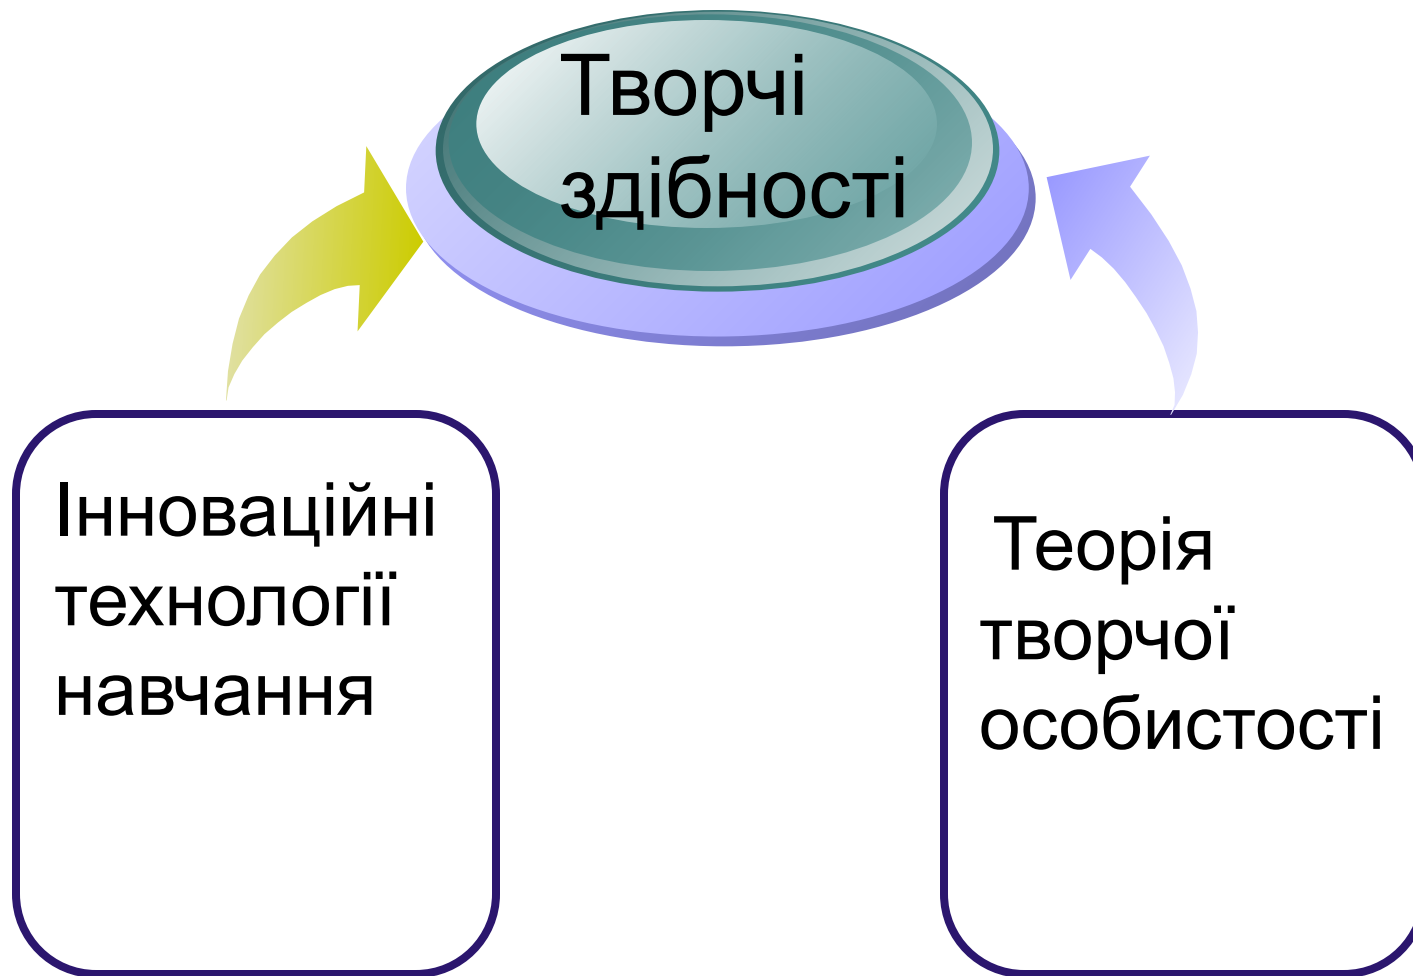 Творчі
здібності
Інноваційні
технології
навчання
Теорія
творчої
особистості